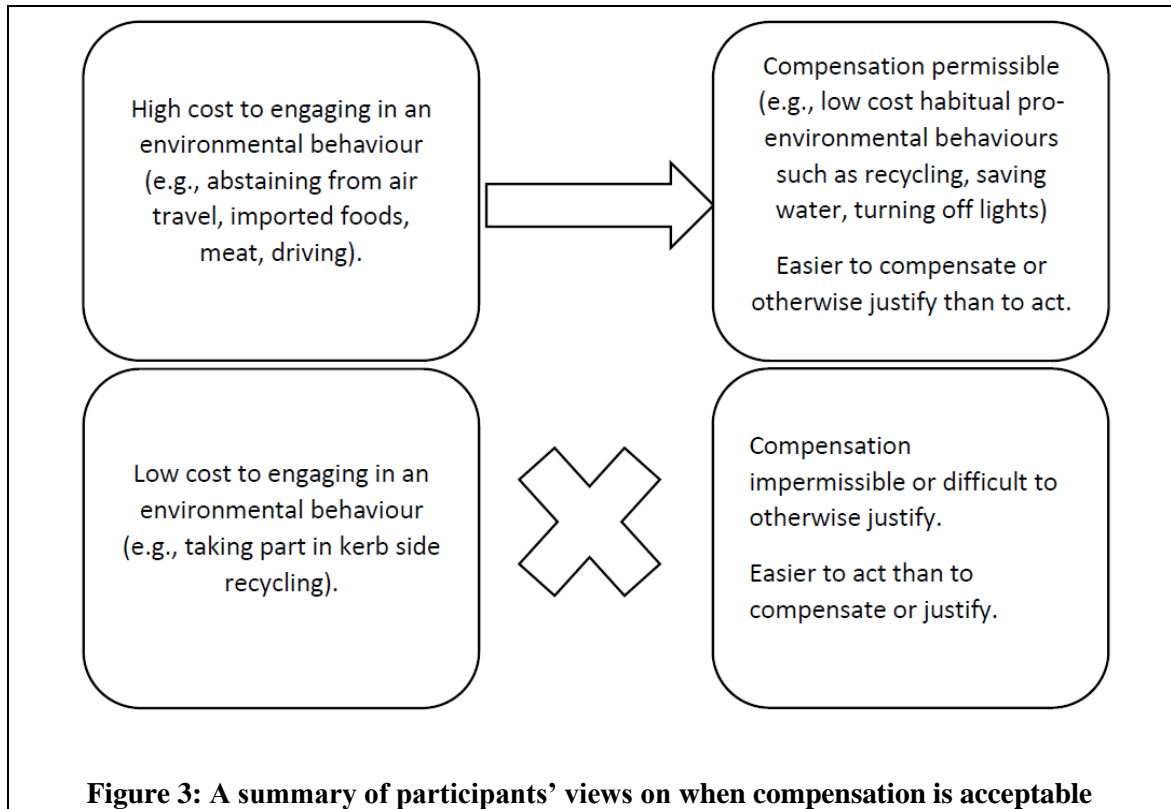 High cost to engaging in an
environmental behaviour
(e.g., abstaining from air
travel, imported foods,
meat, driving).
Compensation permissible
(e.g., low cost habitual pro-
environmental behaviours
such as recycling, saving
water, turning off lights)
Easier to compensate or
otherwise justify than to act.
Low cost to engaging in an
environmental behaviour
(e.g., taking part in kerb side
recycling).
Compensation
impermissible or difficult to
otherwise justify.
Easier to act than to
compensate or justify.
Figure 3: A summary of participants’ views on when compensation is acceptable